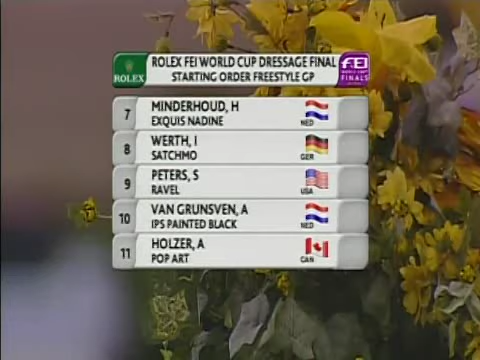 ROLEX FEI WORLD CUP DRESSAGE FINAL
STARTING ORDER FREESTYLE GP
ROLEX
FEI
WORLD CUP
FINALS
7 MINDERHOUD, H
EXQUIS NADINE NED
8 WERTH, I
SATCHMO GER
9 PETERS, S
RAVEL USA
10 VAN GRUNSVEN, A
IPS PAINTED BLACK NED
11 HOLZER, A
POP ART CAN